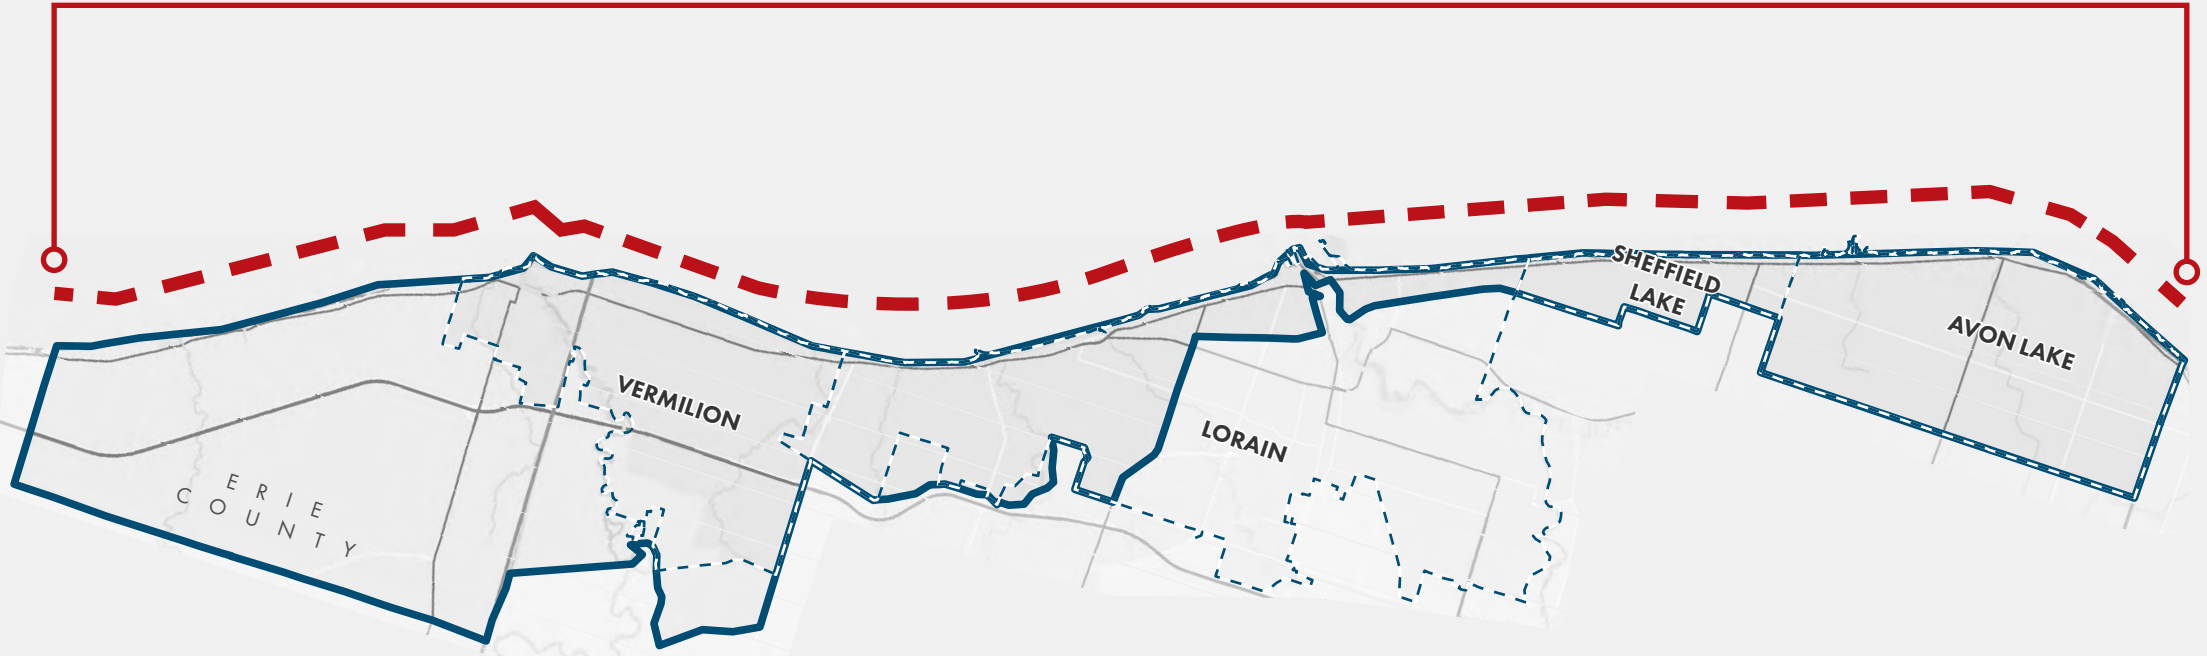 SHEFFIELD
LAKE
AVON LAKE
VERMILION
LORAIN
ERIE
COUNTY